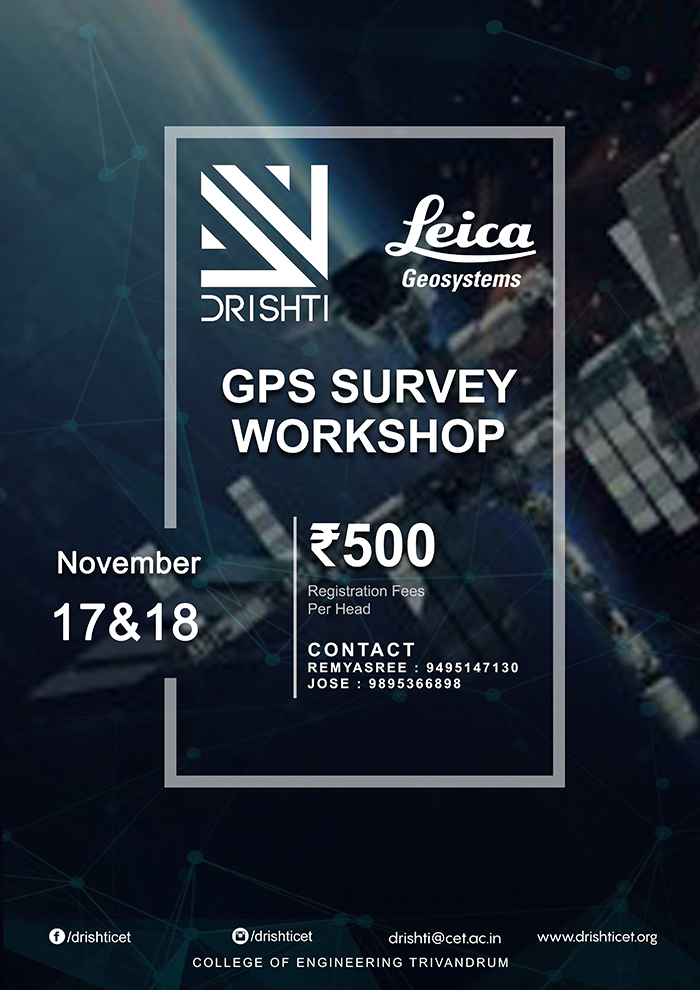 DRISHTI
Leica
Geosystems
GPS SURVEY
WORKSHOP
November
17&18
₹500
Registration Fees
Per Head
CONTACT
REMYASREE : 9495147130
JOSE : 9895366898
/drishticet
/drishticet
drishti@cet.ac.in
www.drishticet.org
COLLEGE OF ENGINEERING TRIVANDRUM